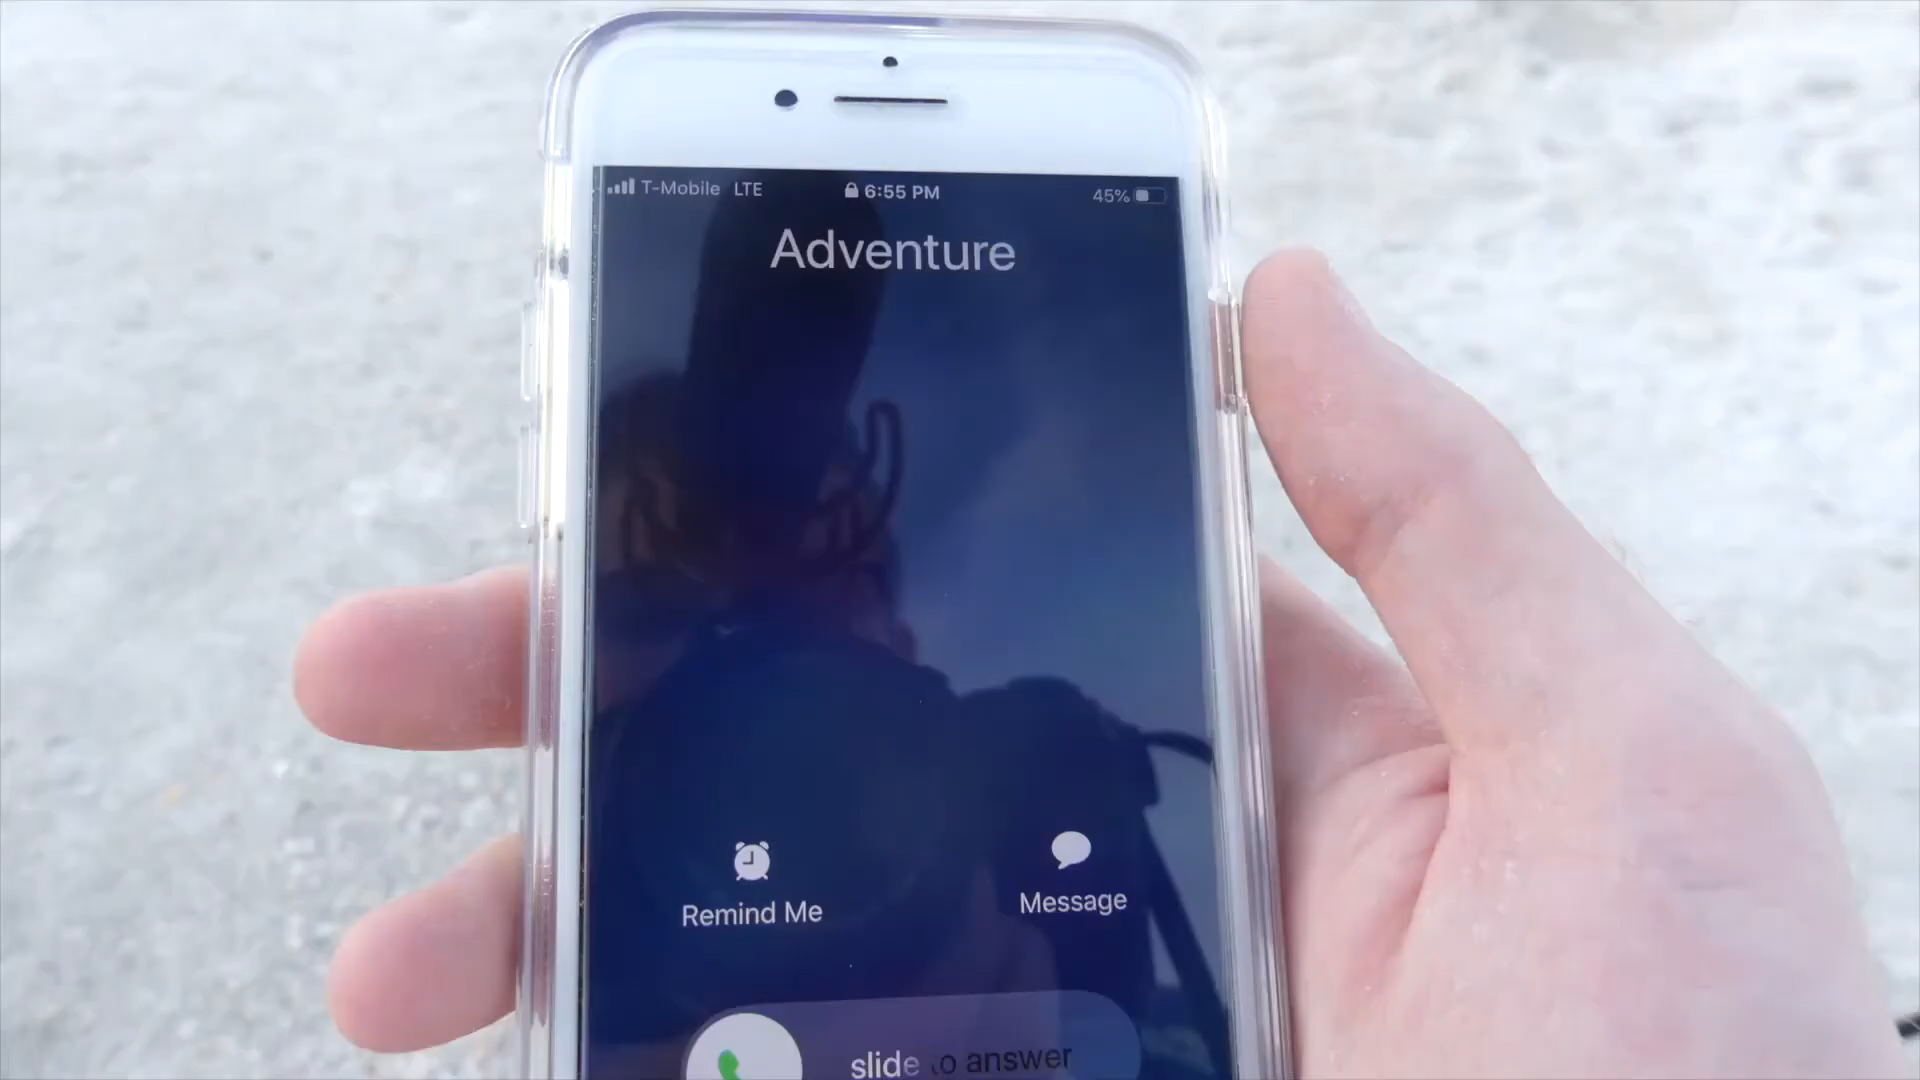 T-Mobile LTE 6:55 PM 45%
Adventure
Remind Me Message
slide to answer